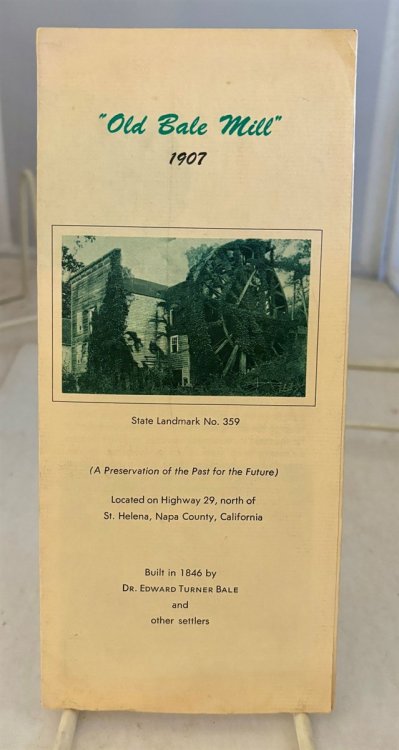 "Old Bale Mill"
1907
State Landmark No. 359
(A Preservation of the Past for the Future)
Located on Highway 29, north of
St. Helena, Napa County, California
Built in 1846 by
DR. EDWARD TURNER BALE
and
other settlers